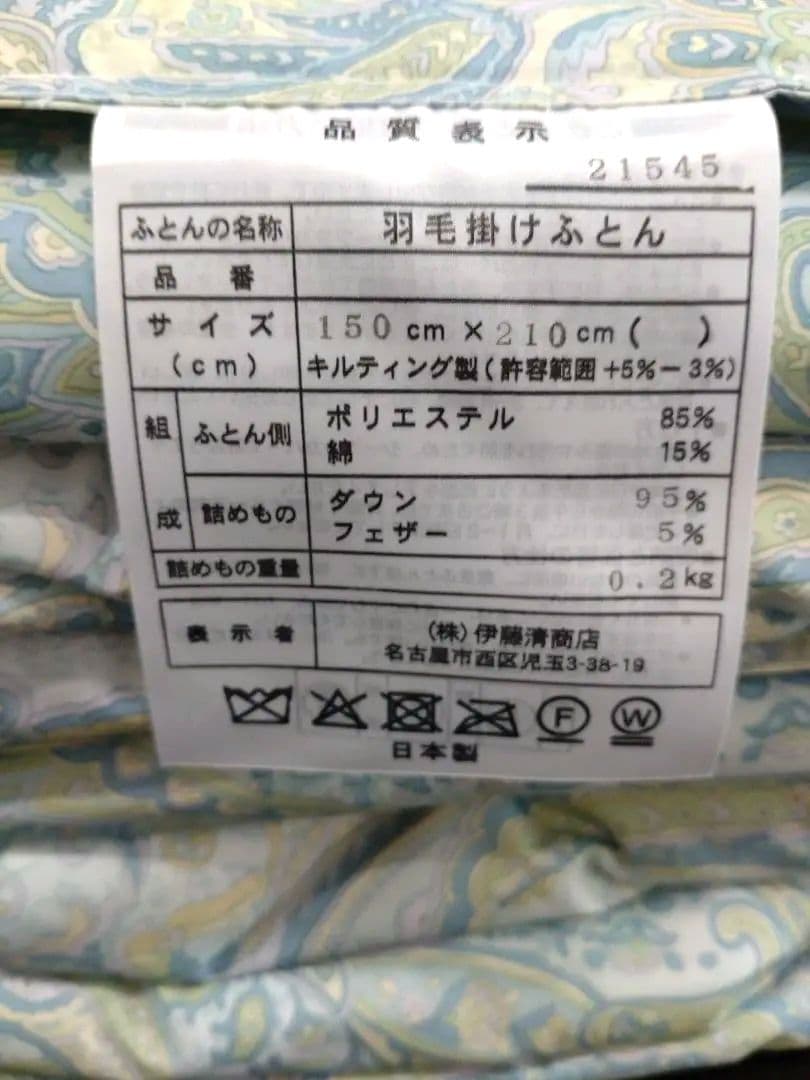 品質表示
21545
ふとんの名称 羽毛掛けふとん
品番
サイズ(cm) 150cm×210cm( )
キルティング製(許容範囲+5%-3%)
組成 ふとん側 ポリエステル 85%
綿 15%
詰めもの ダウン 95%
フェザー 5%
詰めもの重量 0.2kg
表示者 (株)伊藤清商店
名古屋市西区児玉3-38-19
F W
日本製